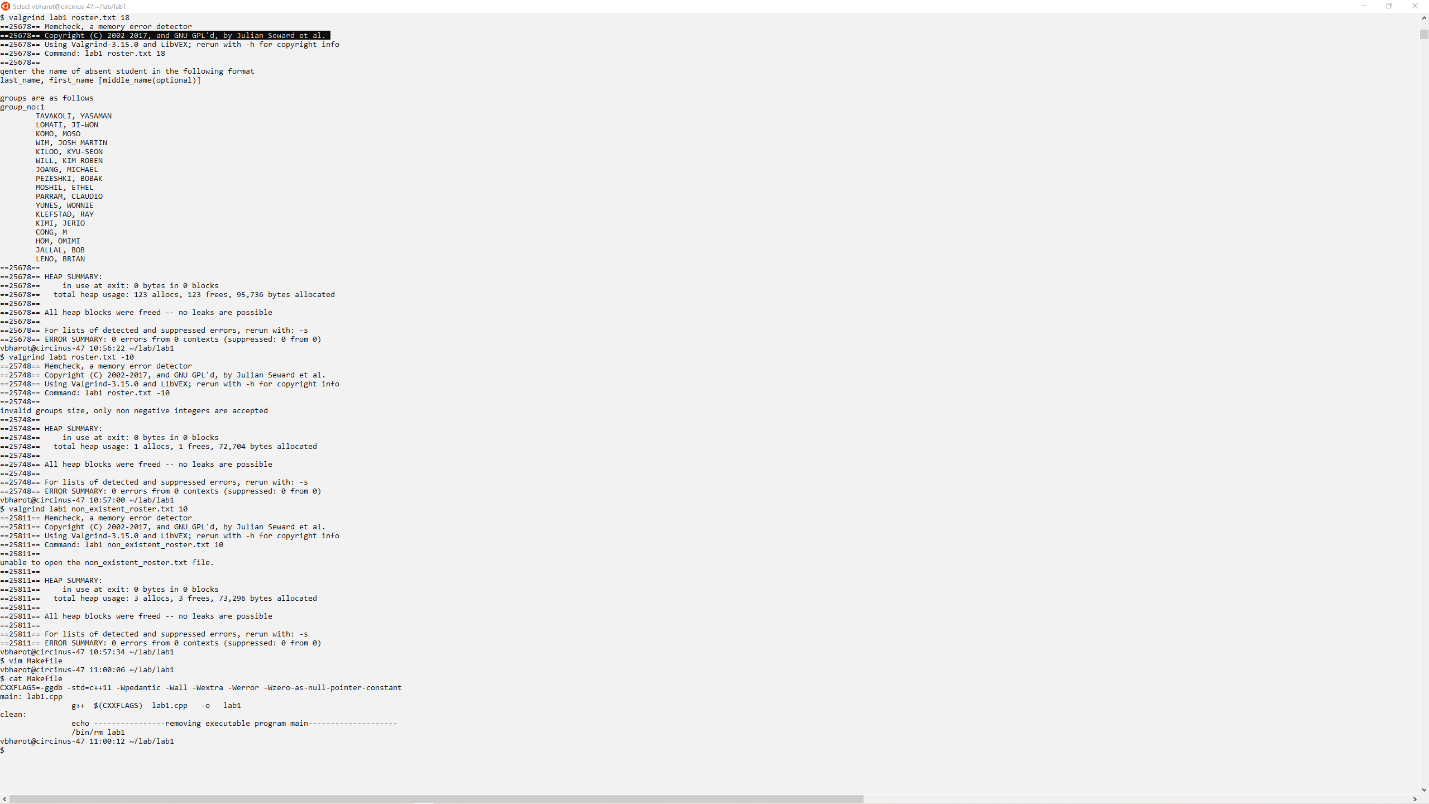 Select vbharot@circinus-47:~/lab/lab1
$ valgrind lab1 roster.txt 18
==25678== Memcheck, a memory error detector
==25678== Copyright (C) 2002-2017, and GNU GPL'd, by Julian Seward et al.
==25678== Using Valgrind-3.15.0 and LibVEX; rerun with -h for copyright info
==25678== Command: lab1 roster.txt 18
==25678==
qenter the name of absent student in the following format
last_name, first_name [middle_name(optional)]

groups are as follows
group_no:1
        TAVAKOLI, YASAMAN
        LOMATI, JI-WON
        KOMO, MOSO
        WIM, JOSH MARTIN
        KILOO, KYU-SEON
        WILL, KIM ROBEN
        JOANG, MICHAEL
        PEZESHKI, BOBAK
        MOSHIL, ETHEL
        PARRAM, CLAUDIO
        YUNES, WONNIE
        KLEFSTAD, RAY
        KIMI, JERIO
        CONG, M
        HOM, OMIMI
        JALLAL, BOB
        LENO, BRIAN
==25678==
==25678== HEAP SUMMARY:
==25678==     in use at exit: 0 bytes in 0 blocks
==25678==   total heap usage: 123 allocs, 123 frees, 95,736 bytes allocated
==25678==
==25678== All heap blocks were freed -- no leaks are possible
==25678==
==25678== For lists of detected and suppressed errors, rerun with: -s
==25678== ERROR SUMMARY: 0 errors from 0 contexts (suppressed: 0 from 0)
vbharot@circinus-47 10:56:22 ~/lab/lab1
$ valgrind lab1 roster.txt -10
==25748== Memcheck, a memory error detector
==25748== Copyright (C) 2002-2017, and GNU GPL'd, by Julian Seward et al.
==25748== Using Valgrind-3.15.0 and LibVEX; rerun with -h for copyright info
==25748== Command: lab1 roster.txt -10
==25748==
invalid groups size, only non negative integers are accepted
==25748==
==25748== HEAP SUMMARY:
==25748==     in use at exit: 0 bytes in 0 blocks
==25748==   total heap usage: 1 allocs, 1 frees, 72,704 bytes allocated
==25748==
==25748== All heap blocks were freed -- no leaks are possible
==25748==
==25748== For lists of detected and suppressed errors, rerun with: -s
==25748== ERROR SUMMARY: 0 errors from 0 contexts (suppressed: 0 from 0)
vbharot@circinus-47 10:57:00 ~/lab/lab1
$ valgrind lab1 non_existent_roster.txt 10
==25811== Memcheck, a memory error detector
==25811== Copyright (C) 2002-2017, and GNU GPL'd, by Julian Seward et al.
==25811== Using Valgrind-3.15.0 and LibVEX; rerun with -h for copyright info
==25811== Command: lab1 non_existent_roster.txt 10
==25811==
unable to open the non_existent_roster.txt file.
==25811==
==25811== HEAP SUMMARY:
==25811==     in use at exit: 0 bytes in 0 blocks
==25811==   total heap usage: 3 allocs, 3 frees, 73,296 bytes allocated
==25811==
==25811== All heap blocks were freed -- no leaks are possible
==25811==
==25811== For lists of detected and suppressed errors, rerun with: -s
==25811== ERROR SUMMARY: 0 errors from 0 contexts (suppressed: 0 from 0)
vbharot@circinus-47 10:57:34 ~/lab/lab1
$ vim Makefile
vbharot@circinus-47 11:00:06 ~/lab/lab1
$ cat Makefile
CXXFLAGS=-ggdb -std=c++11 -Wpedantic -Wall -Wextra -Werror -Wzero-as-null-pointer-constant
main: lab1.cpp
                g++  $(CXXFLAGS)  lab1.cpp   -o   lab1
clean:
                echo ----------------removing executable program main--------------------
                /bin/rm lab1
vbharot@circinus-47 11:00:12 ~/lab/lab1
$